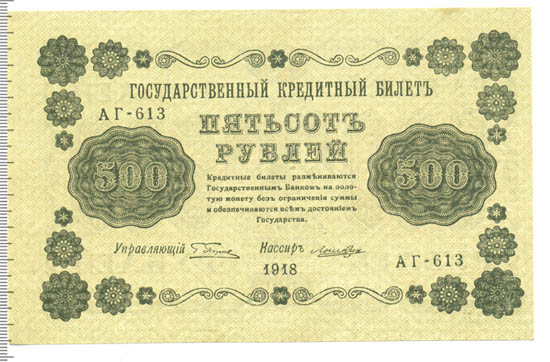 ГОСУДАРСТВЕННЫЙ КРЕДИТНЫЙ БИЛЕТЪ
АГ-613
ПЯТЬСОТЪ
РУБЛЕЙ
500
500
Кредитные билеты размѣниваются
Государственнымъ Банкомъ на золо-
тую монету безъ ограниченія суммы
и обезпечиваются всѣмъ достояніемъ
Государства.
Управляющій
Кассиръ
1918
АГ-613